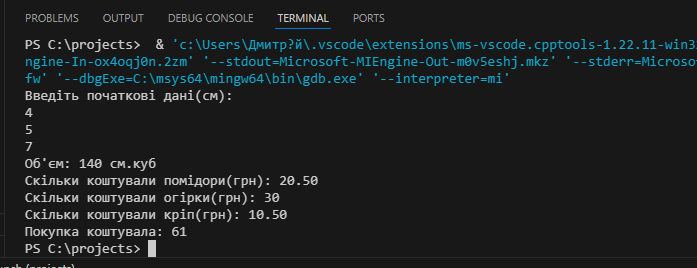 PROBLEMS OUTPUT DEBUG CONSOLE TERMINAL PORTS
PS C:\projects>  & 'c:\Users\Дмитр?й\.vscode\extensions\ms-vscode.cpptools-1.22.11-win3
ngine-In-ox4oqj0n.2zm' '--stdout=Microsoft-MIEngine-Out-m0v5eshj.mkz' '--stderr=Microso
fw' '--dbgExe=C:\msys64\mingw64\bin\gdb.exe' '--interpreter=mi'
Введіть початкові дані(см):
4
5
7
Об'єм: 140 см.куб
Скільки коштували помідори(грн): 20.50
Скільки коштували огірки(грн): 30
Скільки коштували кріп(грн): 10.50
Покупка коштувала: 61
PS C:\projects>